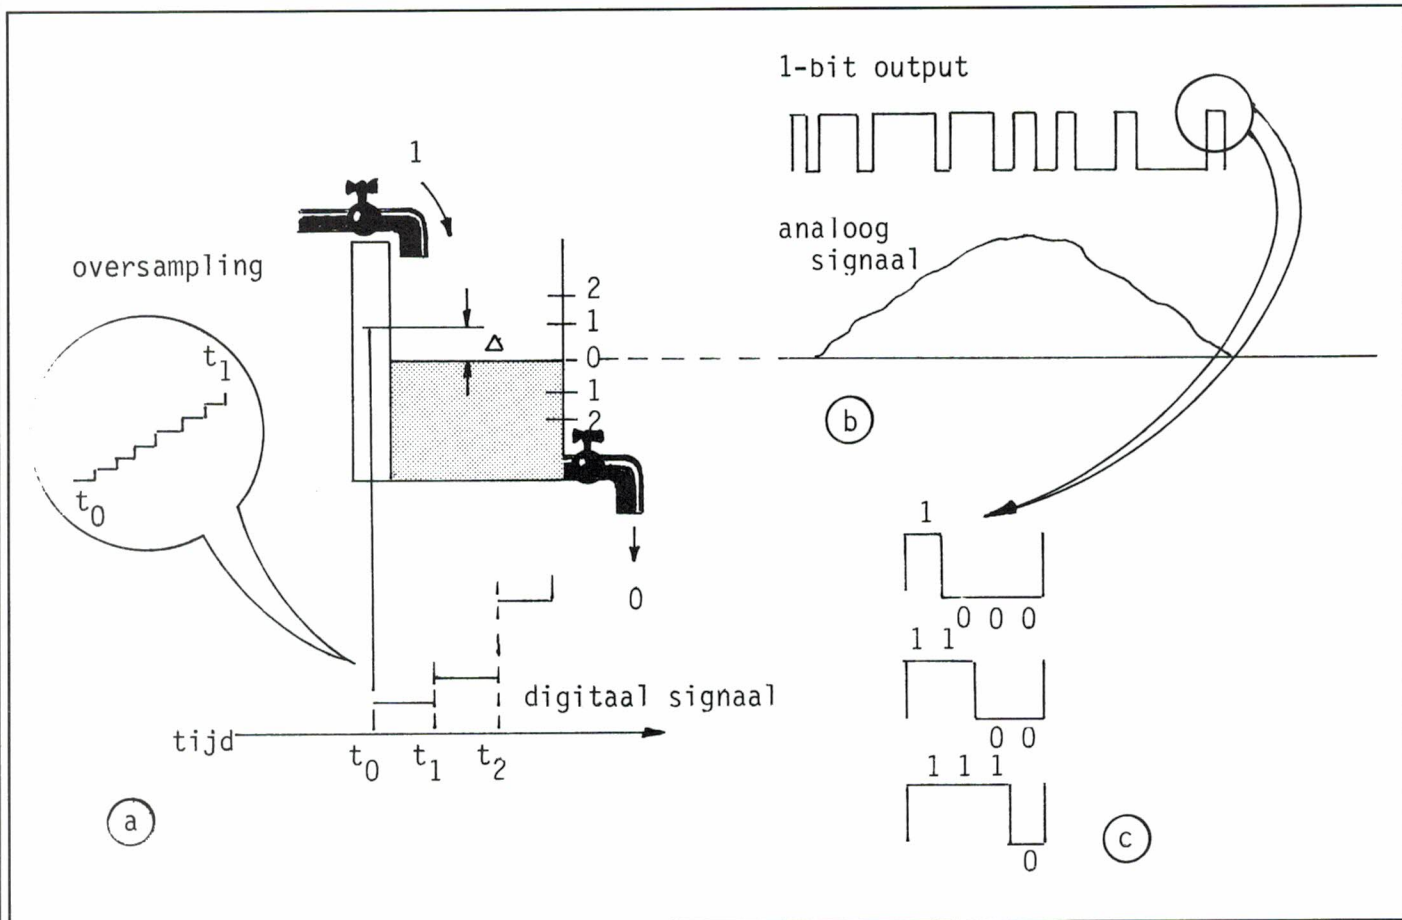 1-bit output
1
analoog
signaal
oversampling
2
1
Δ
0
1
2
t1
t0
b
1
0 0 0
0
1 1
digitaal signaal
0 0
tijd
t0 t1 t2
1 1 1
a
c
0